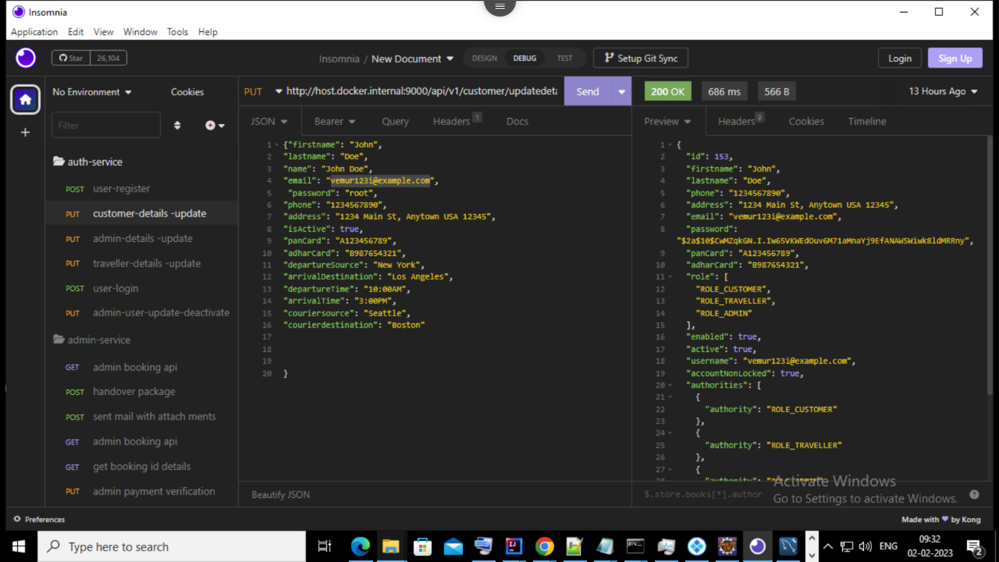 Insomnia
Application Edit View Window Tools Help
Star 26,104
Insomnia / New Document
DESIGN DEBUG TEST
Setup Git Sync
Login
Sign Up
No Environment
Cookies
Filter
auth-service
POST user-register
PUT customer-details -update
PUT admin-details -update
PUT traveller-details -update
POST user-login
PUT admin-user-update-deactivate
admin-service
GET admin booking api
POST handover package
POST sent mail with attach ments
GET admin booking api
GET get booking id details
PUT admin payment verification
PUT http://host.docker.internal:9000/api/v1/customer/updatedeta
Send
JSON Bearer Query Headers 1 Docs
1 {"firstname": "John",
2 "lastname": "Doe",
3 "name": "John Doe",
4 "email": "vemur123i@example.com",
5 "password": "root",
6 "phone": "1234567890",
7 "address": "1234 Main St, Anytown USA 12345",
8 "isActive": true,
9 "panCard": "A123456789",
10 "adharCard": "B987654321",
11 "departureSource": "New York",
12 "arrivalDestination": "Los Angeles",
13 "departureTime": "10:00AM",
14 "arrivalTime": "3:00PM",
15 "couriersource": "Seattle",
16 "courierdestination": "Boston"
17
18
19
20 }
Beautify JSON
200 OK 686 ms 566 B 13 Hours Ago
Preview Headers 9 Cookies Timeline
1 {
2 "id": 153,
3 "firstname": "John",
4 "lastname": "Doe",
5 "phone": "1234567890",
6 "address": "1234 Main St, Anytown USA 12345",
7 "email": "vemur123i@example.com",
8 "password":
"$2a$10$CwMZqkGN.I.Iw65VKWEdOuv6M71aMnaYj9EfANAWSWiwk8ldMRRny",
9 "panCard": "A123456789",
10 "adharCard": "B987654321",
11 "role": [
12 "ROLE_CUSTOMER",
13 "ROLE_TRAVELLER",
14 "ROLE_ADMIN"
15 ],
16 "enabled": true,
17 "active": true,
18 "username": "vemur123i@example.com",
19 "accountNonLocked": true,
20 "authorities": [
21 {
22 "authority": "ROLE_CUSTOMER"
23 },
24 {
25 "authority": "ROLE_TRAVELLER"
26 },
27 {
28 "authority": "ROLE_ADMIN"
Activate Windows
Go to Settings to activate Windows.
$.store.books[*].author
Preferences
Made with by Kong
Type here to search
ENG
09:32
02-02-2023
2